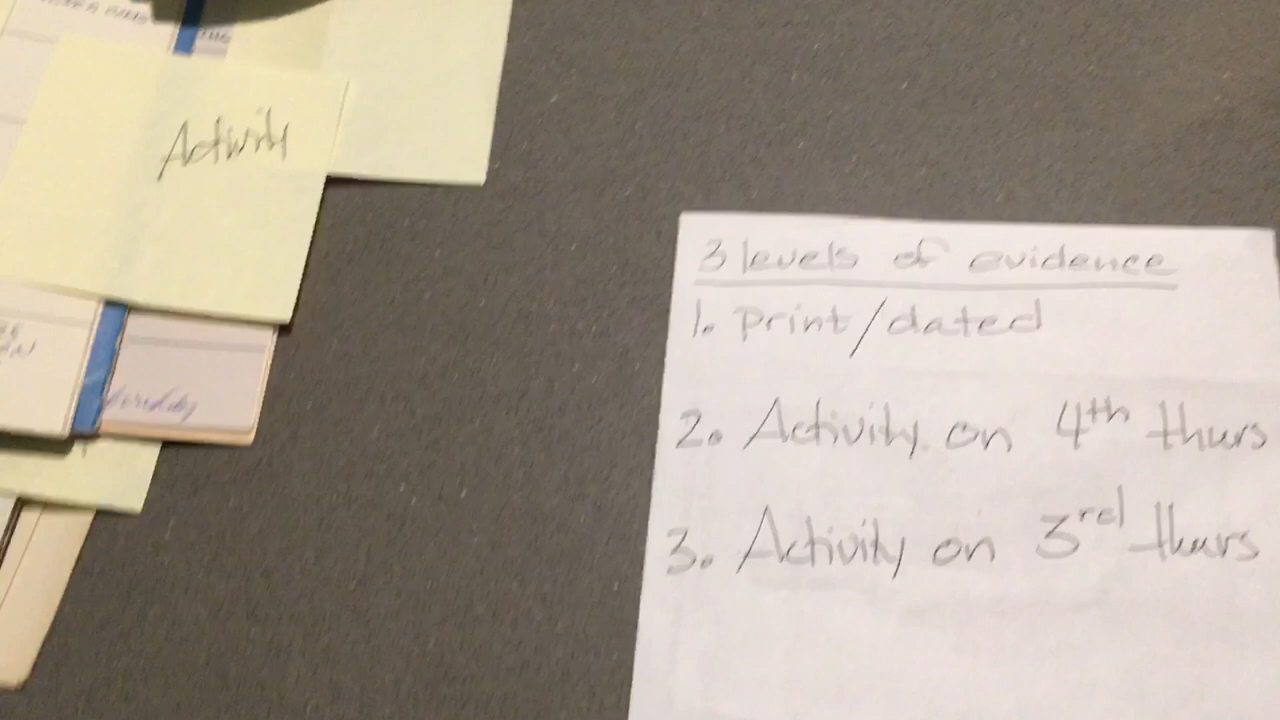 Activity
3 levels of evidence
1. Print/dated
2. Activity on 4th thurs
3. Activity on 3rd thurs